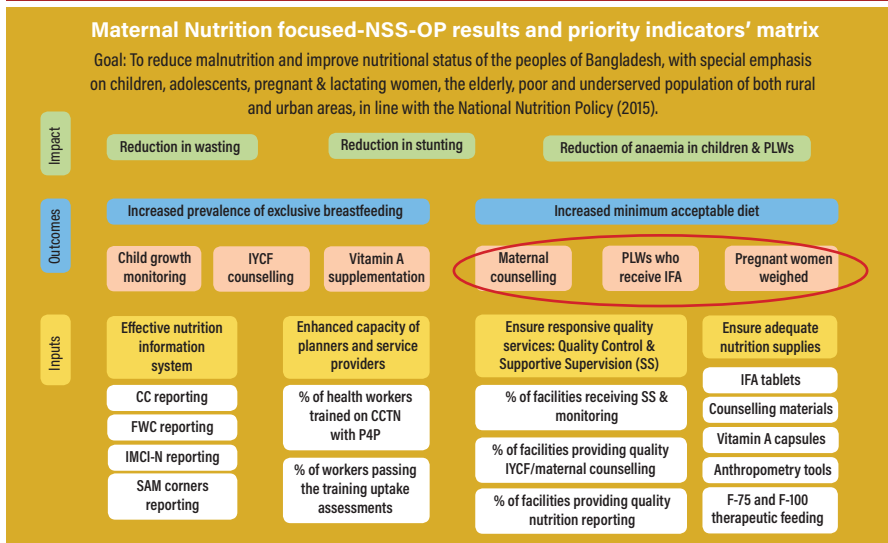 Maternal Nutrition focused-NSS-OP results and priority indicators' matrix
Goal: To reduce malnutrition and improve nutritional status of the peoples of Bangladesh, with special emphasis
on children, adolescents, pregnant & lactating women, the elderly, poor and underserved population of both rural
and urban areas, in line with the National Nutrition Policy (2015).
Impact
Reduction in wasting
Reduction in stunting
Reduction of anaemia in children & PLWs
Outcomes
Increased prevalence of exclusive breastfeeding
Increased minimum acceptable diet
Child growth
monitoring
IYCF
counselling
Vitamin A
supplementation
Maternal
counselling
PLWs who
receive IFA
Pregnant women
weighed
Inputs
Effective nutrition
information
system
CC reporting
FWC reporting
IMCI-N reporting
SAM corners
reporting
Enhanced capacity of
planners and service
providers
% of health workers
trained on CCTN
with P4P
% of workers passing
the training uptake
assessments
Ensure responsive quality
services: Quality Control &
Supportive Supervision (SS)
% of facilities receiving SS &
monitoring
% of facilities providing quality
IYCF/maternal counselling
% of facilities providing quality
nutrition reporting
Ensure adequate
nutrition supplies
IFA tablets
Counselling materials
Vitamin A capsules
Anthropometry tools
F-75 and F-100
therapeutic feeding